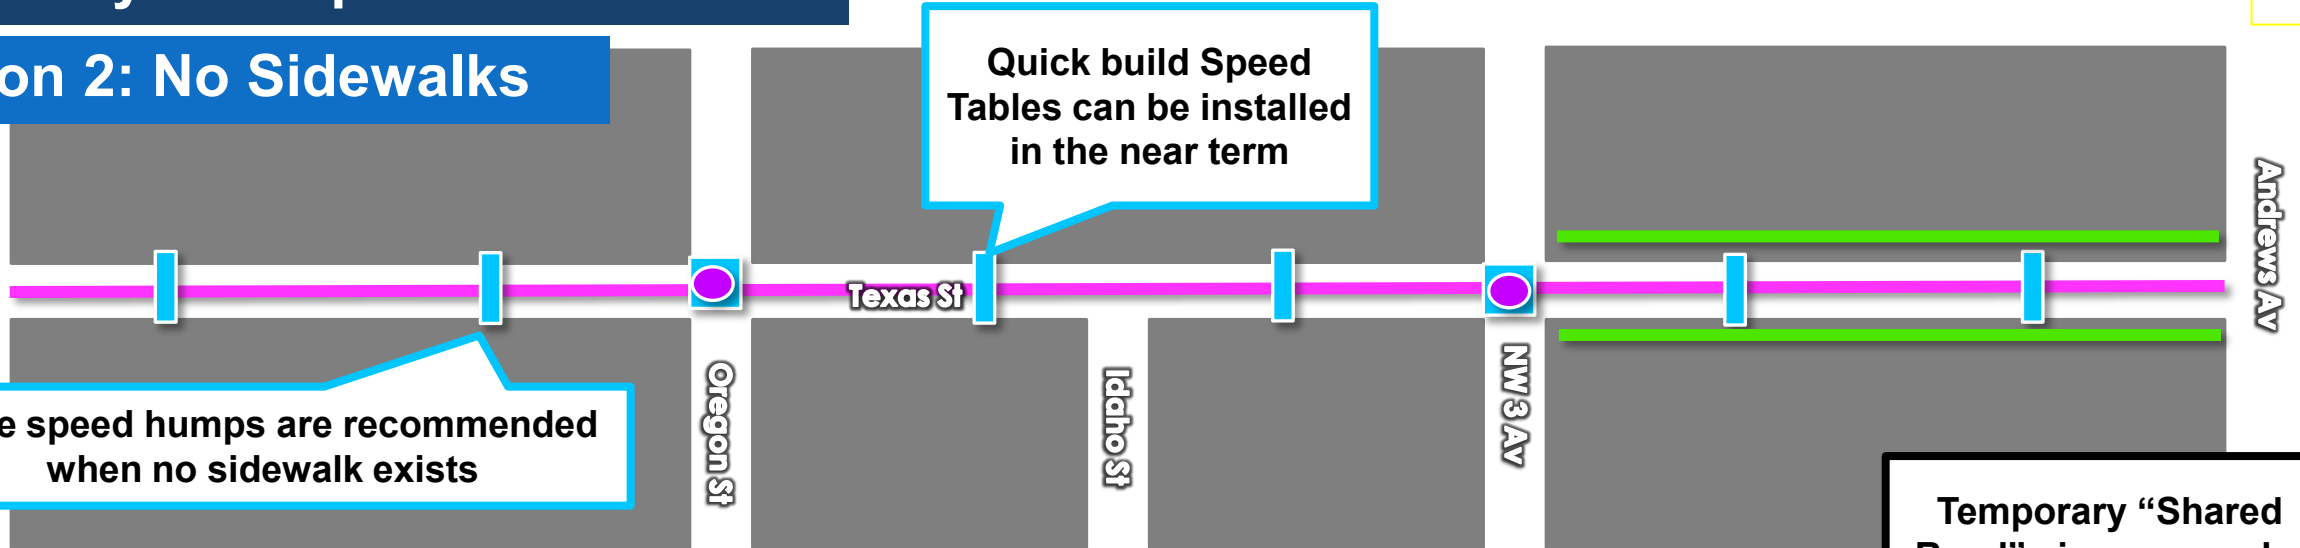 on 2: No Sidewalks
Quick build Speed
Tables can be installed
in the near term
Andrews Av
Texas St
Oregon St
Idaho St
NW 3 Av
e speed humps are recommended
when no sidewalk exists
Temporary “Shared